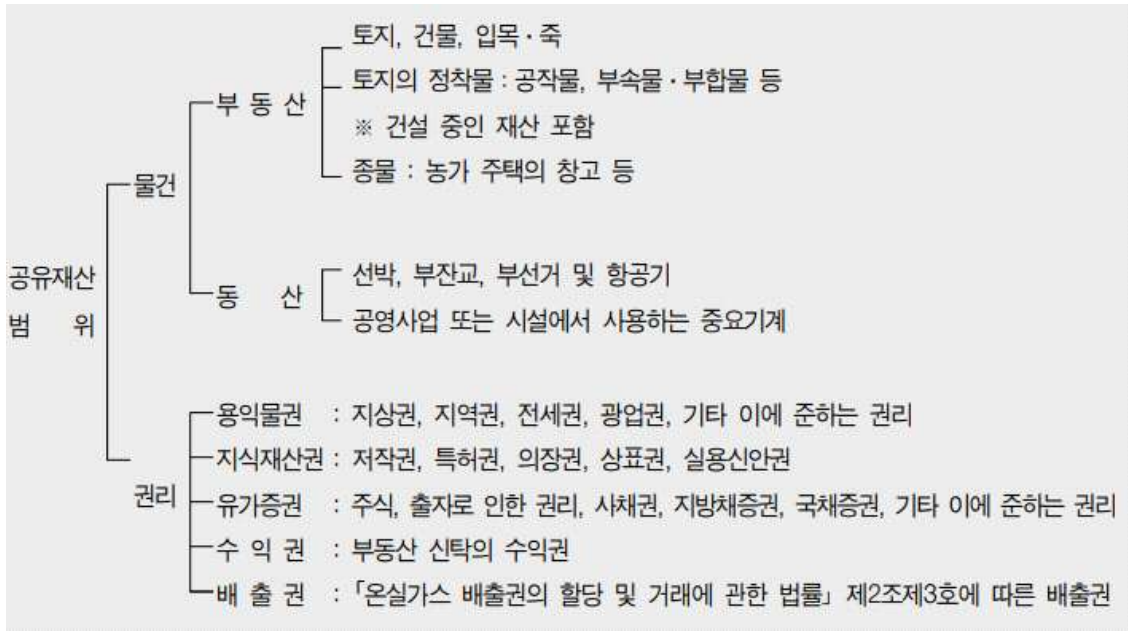 토지, 건물, 입목·죽
부 동 산
토지의 정착물 : 공작물, 부속물·부합물 등
※ 건설 중인 재산 포함
종물 : 농가 주택의 창고 등
물건
공유재산
범 위
동 산
선박, 부잔교, 부선거 및 항공기
공영사업 또는 시설에서 사용하는 중요기계
권리
용익물권 : 지상권, 지역권, 전세권, 광업권, 기타 이에 준하는 권리
지식재산권 : 저작권, 특허권, 의장권, 상표권, 실용신안권
유가증권 : 주식, 출자로 인한 권리, 사채권, 지방채증권, 국채증권, 기타 이에 준하는 권리
수 익 권 : 부동산 신탁의 수익권
배 출 권 : 「온실가스 배출권의 할당 및 거래에 관한 법률」 제2조제3호에 따른 배출권